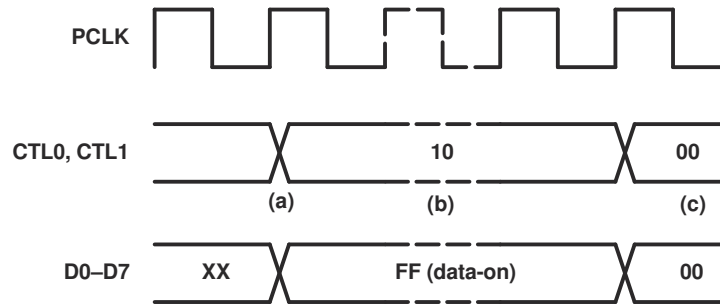 PCLK
CTL0, CTL1
10
00
(a)
(b)
(c)
D0–D7
XX
FF (data-on)
00